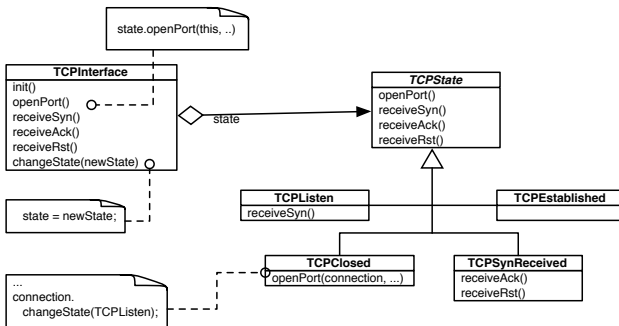 state.openPort(this, ..)
TCPInterface
init()
openPort()
receiveSyn()
receiveAck()
receiveRst()
changeState(newState)
state
TCPState
openPort()
receiveSyn()
receiveAck()
receiveRst()
TCPListen
receiveSyn()
TCPEstablished
state = newState;
TCPClosed
openPort(connection, ...)
TCPSynReceived
receiveAck()
receiveRst()
...
connection.
changeState(TCPListen);